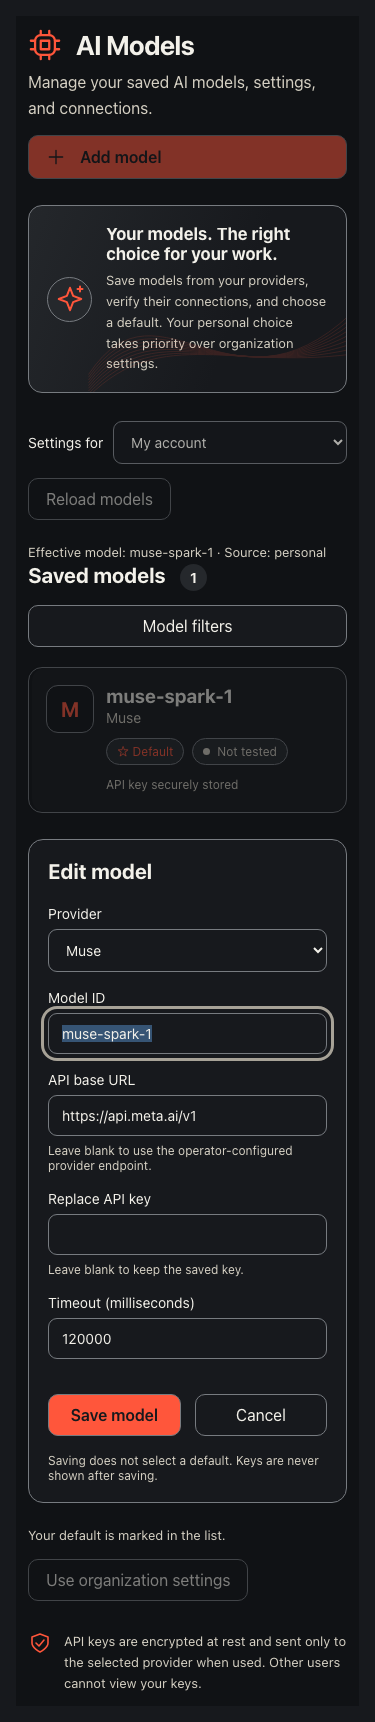 AI Models
Manage your saved AI models, settings,
and connections.
Add model
Your models. The right
choice for your work.
Save models from your providers,
verify their connections, and choose
a default. Your personal choice
takes priority over organization
settings.
Settings for
My account
Reload models
Effective model: muse-spark-1 · Source: personal
Saved models 1
Model filters
M
muse-spark-1
Muse
Default
Not tested
API key securely stored
Edit model
Provider
Muse
Model ID
muse-spark-1
API base URL
https://api.meta.ai/v1
Leave blank to use the operator-configured
provider endpoint.
Replace API key
Leave blank to keep the saved key.
Timeout (milliseconds)
120000
Save model
Cancel
Saving does not select a default. Keys are never
shown after saving.
Your default is marked in the list.
Use organization settings
API keys are encrypted at rest and sent only to
the selected provider when used. Other users
cannot view your keys.